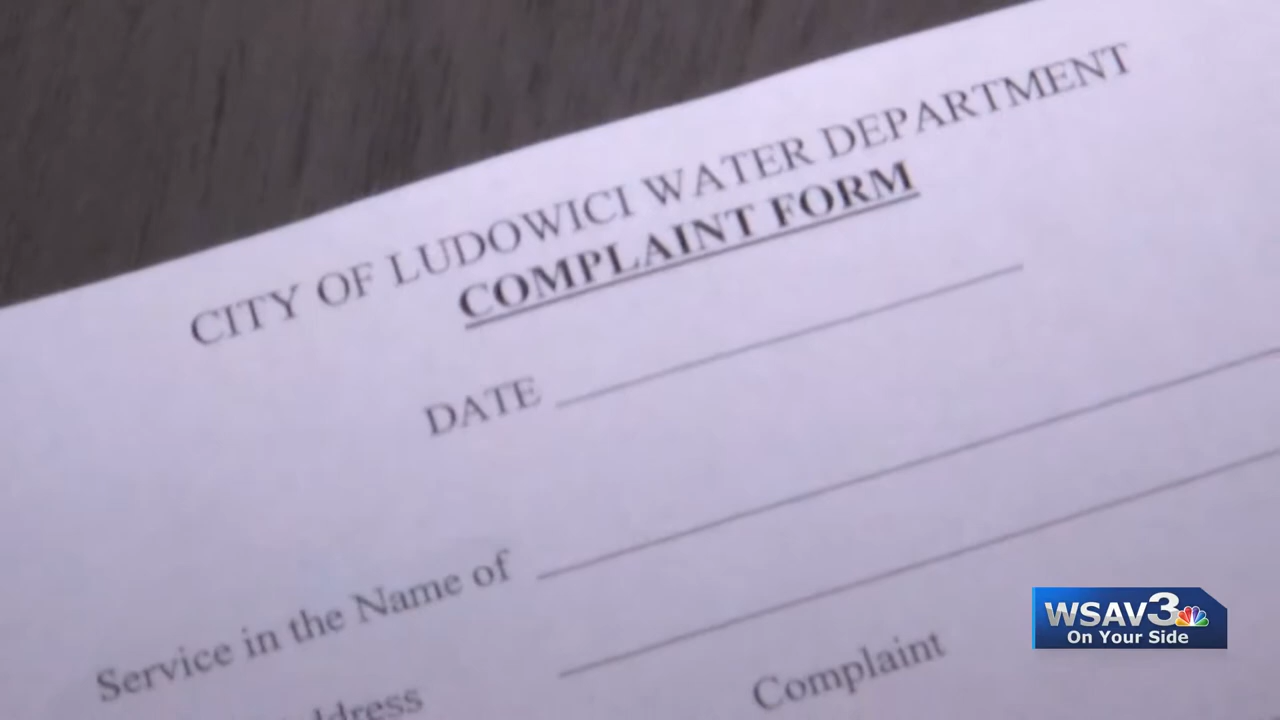 CITY OF LUDOWICI WATER DEPARTMENT
COMPLAINT FORM
DATE
Service in the Name of
Complaint
WSAV3
On Your Side